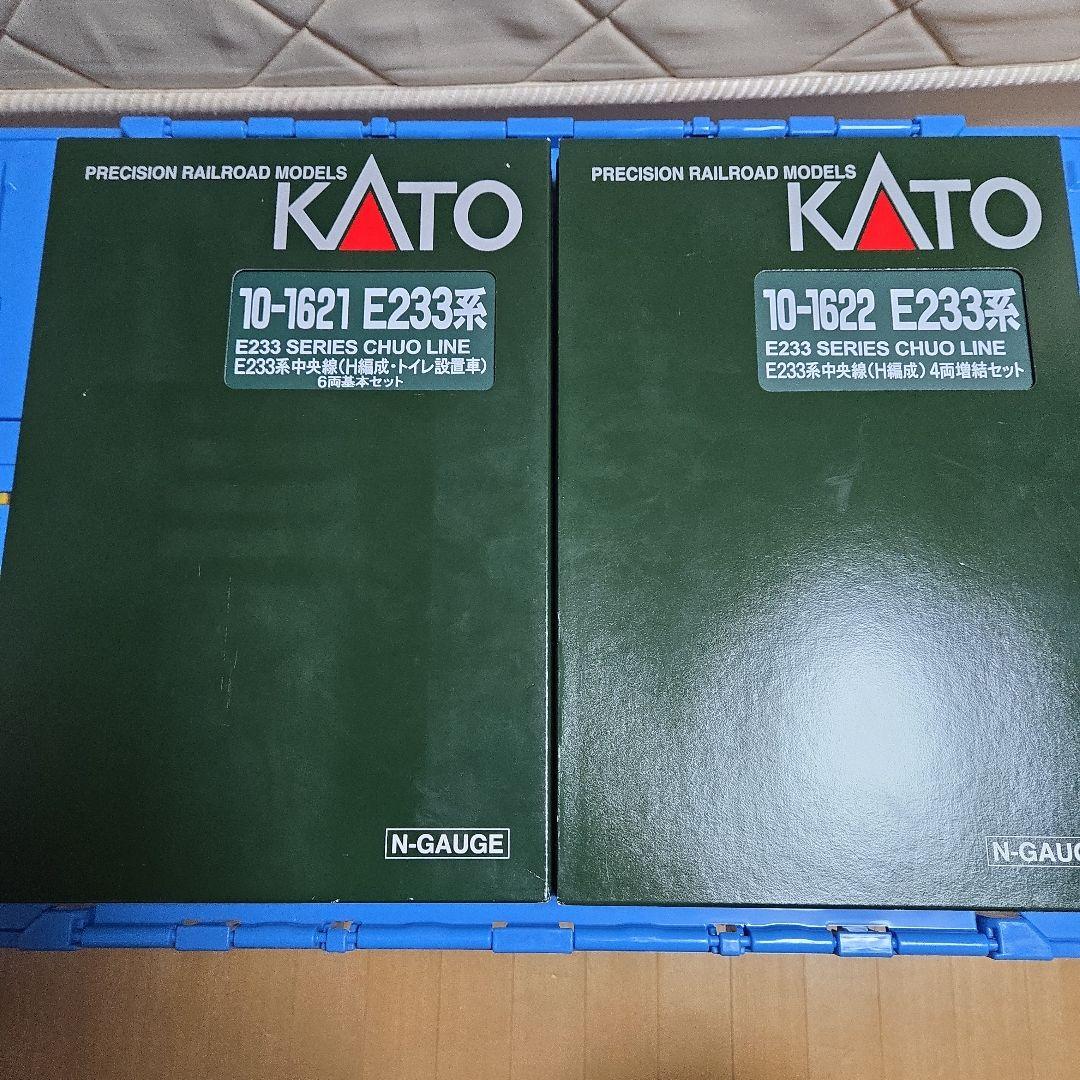 PRECISION RAILROAD MODELS
KATO
10-1621 E233系
E233 SERIES CHUO LINE
E233系中央線(H編成・トイレ設置車)
6両基本セット
N-GAUGE
PRECISION RAILROAD MODELS
KATO
10-1622 E233系
E233 SERIES CHUO LINE
E233系中央線(H編成)4両増結セット
N-GAUG